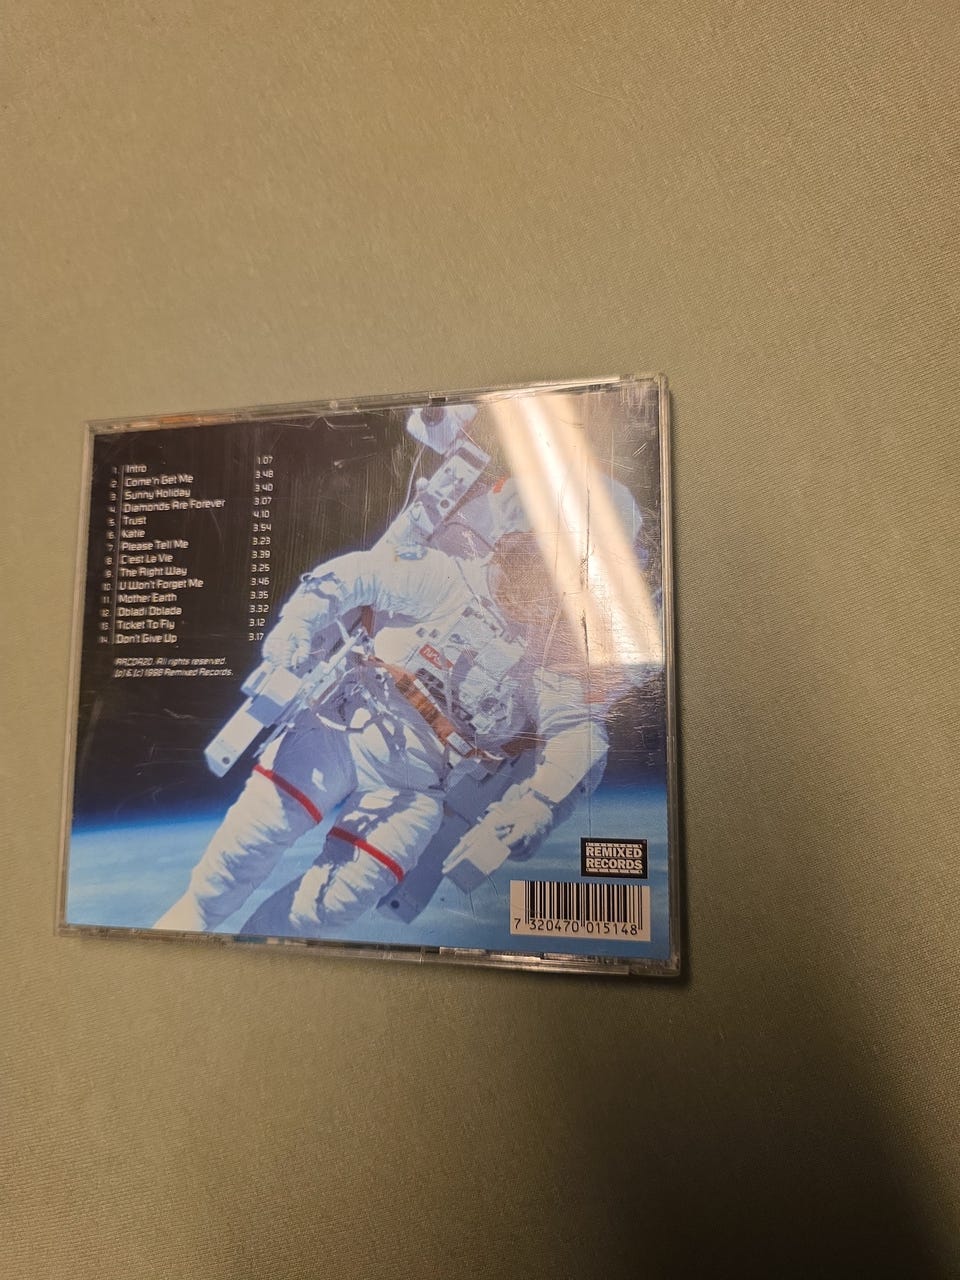 1. Intro 1.07
2. Come'n Get Me 3.48
3. Sunny Holiday 3.40
4. Diamonds Are Forever 3.07
5. Trust 4.10
6. Katie 3.54
7. Please Tell Me 3.23
8. C'est La Vie 3.39
9. The Right Way 3.25
10. U Won't Forget Me 3.46
11. Mother Earth 3.35
12. Obladi Oblada 3.32
13. Ticket To Fly 3.12
14. Don't Give Up 3.17
All rights reserved.
(p) & (c) 1998 Remixed Records.
REMIXED
RECORDS
7 320470 015148